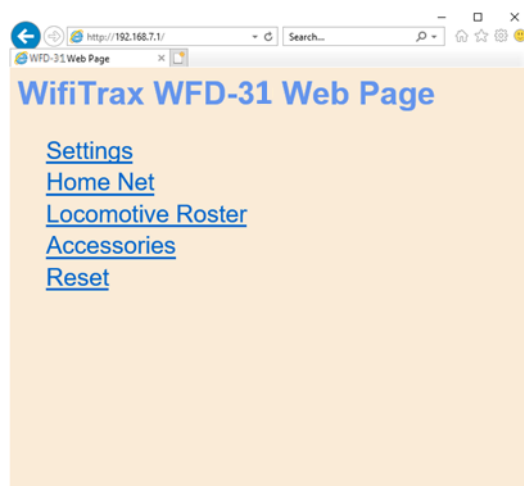 http://192.168.7.1/
Search...
WFD-31 Web Page
WifiTrax WFD-31 Web Page
Settings
Home Net
Locomotive Roster
Accessories
Reset